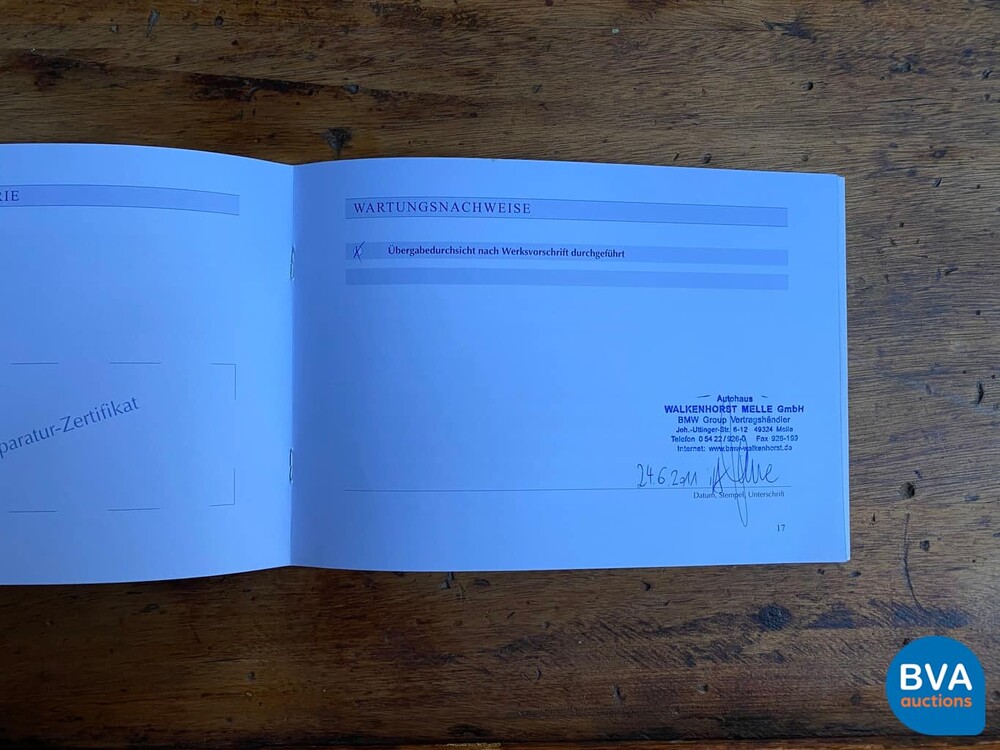 RIE
paratur-Zertifikat
WARTUNGSNACHWEISE
X Übergabedurchsicht nach Werksvorschrift durchgeführt
Autohaus
WALKENHORST MELLE GmbH
BMW Group Vertragshändler
Joh.-Uttinger-Str. 6-12 49324 Melle
Telefon 0 54 22 / 926-0 Fax 926-193
Internet: www.bmw-walkenhorst.de
24.6.2011
Datum, Stempel, Unterschrift
17
BVA
auctions